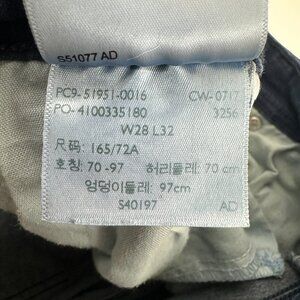 S51077 AD
PC9- 51951-0016 CW-0717
PO- 4100335180 3256
W28 L32
尺码: 165/72A
호칭: 70 -97 허리둘레: 70 cm
엉덩이둘레: 97cm
S40197 AD